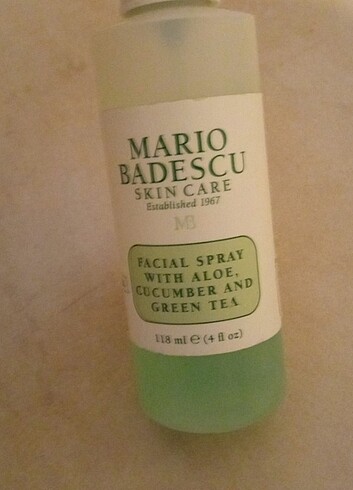 MARIO
BADESCU
SKIN CARE
Established 1967
MB
FACIAL SPRAY
WITH ALOE,
CUCUMBER AND
GREEN TEA
118 ml ℮ (4 fl oz)